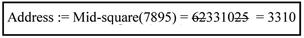 Address := Mid-square(7895) = 62331025 = 3310